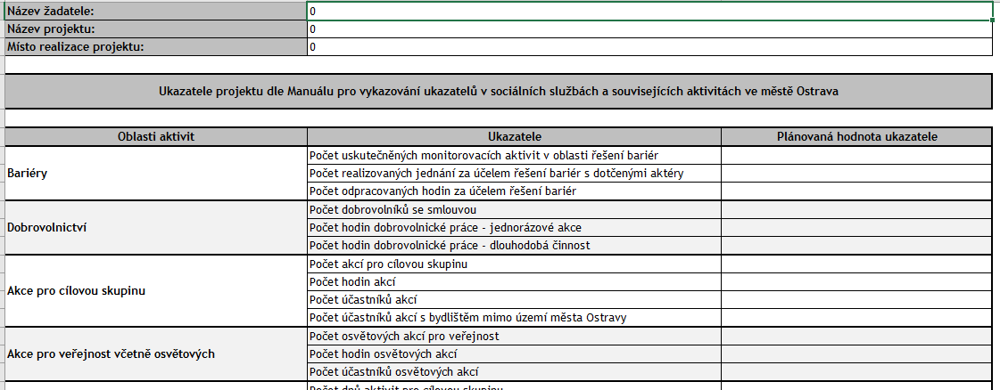 Název žadatele: 0
Název projektu: 0
Místo realizace projektu: 0
Ukazatele projektu dle Manuálu pro vykazování ukazatelů v sociálních službách a souvisejících aktivitách ve městě Ostrava
Oblasti aktivit Ukazatele Plánovaná hodnota ukazatele
Počet uskutečněných monitorovacích aktivit v oblasti řešení bariér
Bariéry Počet realizovaných jednání za účelem řešení bariér s dotčenými aktéry
Počet odpracovaných hodin za účelem řešení bariér
Počet dobrovolníků se smlouvou
Dobrovolnictví Počet hodin dobrovolnické práce - jednorázové akce
Počet hodin dobrovolnické práce - dlouhodobá činnost
Počet akcí pro cílovou skupinu
Počet hodin akcí
Akce pro cílovou skupinu
Počet účastníků akcí
Počet účastníků akcí s bydlištěm mimo území města Ostravy
Počet osvětových akcí pro veřejnost
Akce pro veřejnost včetně osvětových Počet hodin osvětových akcí
Počet účastníků osvětových akcí
Počet dnů aktivit pro cílovou skupinu